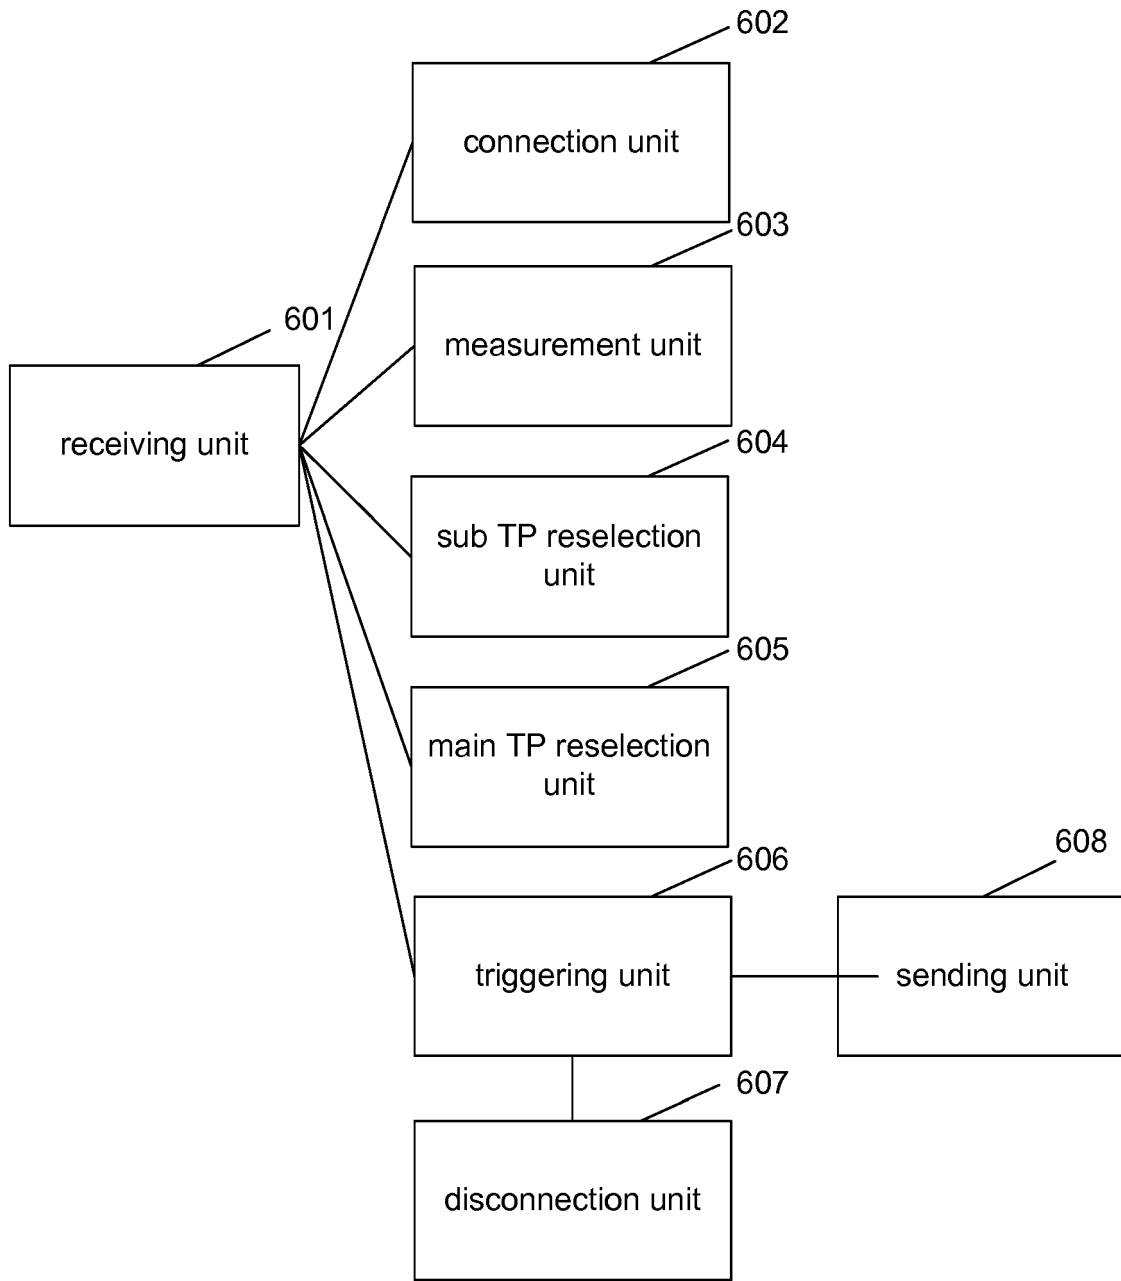 602
connection unit
603
measurement unit
601
receiving unit
604
sub TP reselection
unit
605
main TP reselection
unit
606
triggering unit
608
sending unit
607
disconnection unit